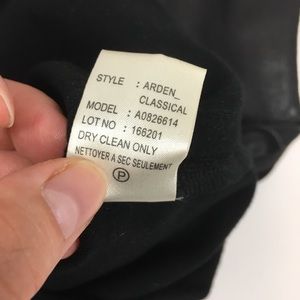 STYLE : ARDEN_
CLASSICAL
MODEL : A0826614
LOT NO : 166201
DRY CLEAN ONLY
NETTOYER A SEC SEULEMENT
P